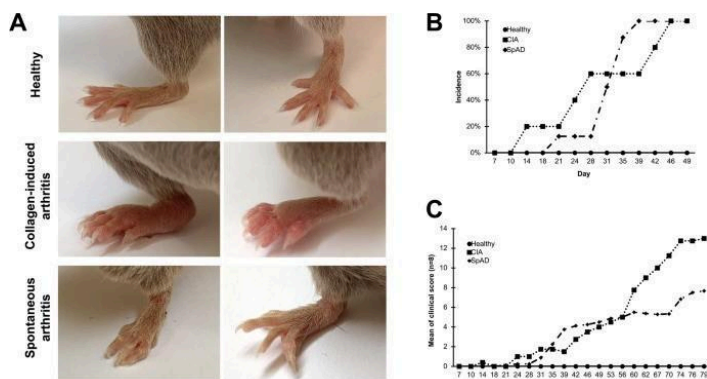 A
Healthy
Collagen-induced
arthritis
Spontaneous
arthritis
B
Healthy
CIA
SpAD
Incidence
100%
80%
60%
40%
20%
0%
7 10 14 18 21 24 28 31 35 39 42 46 49
Day
C
Healthy
CIA
SpAD
Mean of clinical score (n=8)
14
12
10
8
6
4
2
0
7 10 14 18 21 24 28 31 35 39 42 46 49 53 56 60 62 67 70 74 76 79